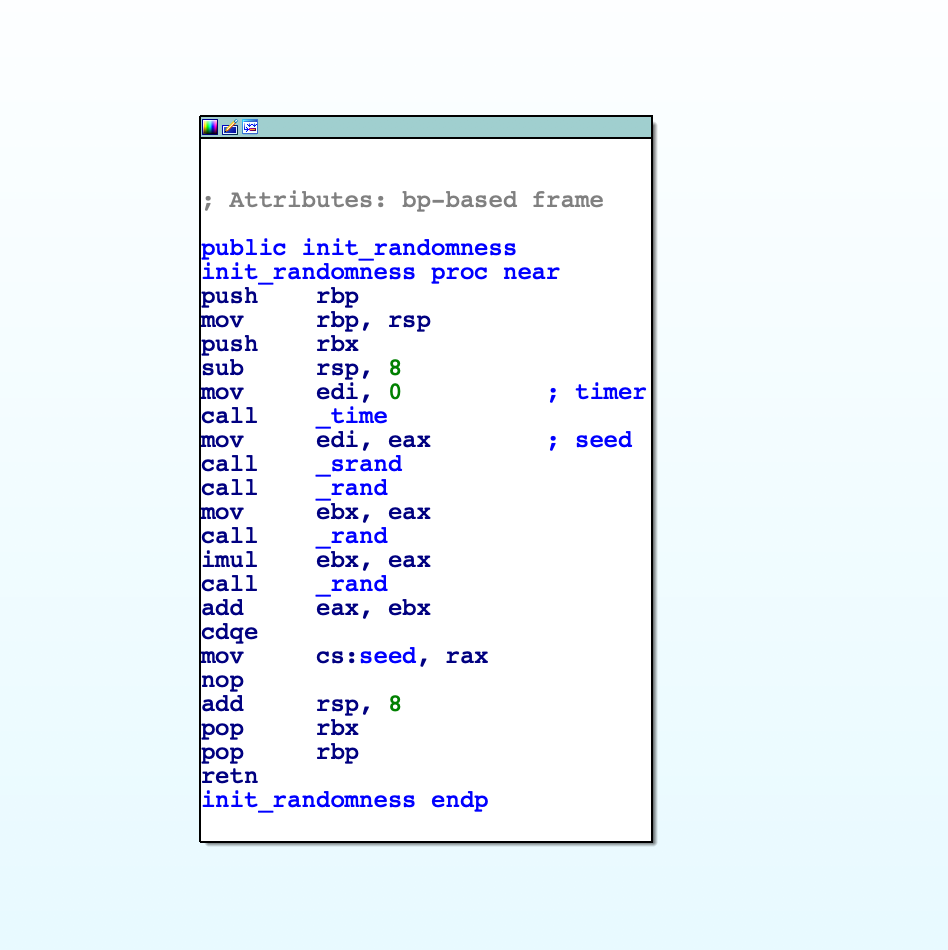 ; Attributes: bp-based frame
public init_randomness
init_randomness proc near
push    rbp
mov     rbp, rsp
push    rbx
sub     rsp, 8
mov     edi, 0          ; timer
call    _time
mov     edi, eax        ; seed
call    _srand
call    _rand
mov     ebx, eax
call    _rand
imul    ebx, eax
call    _rand
add     eax, ebx
cdqe
mov     cs:seed, rax
nop
add     rsp, 8
pop     rbx
pop     rbp
retn
init_randomness endp